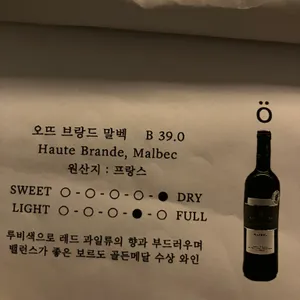 Ö
오뜨 브랑드 말벡 B 39.0
Haute Brande, Malbec
원산지 : 프랑스
SWEET ○-○-○-○-● DRY
LIGHT ○-○-○-●-○ FULL
루비색으로 레드 과일류의 향과 부드러우며
밸런스가 좋은 보르도 골든메달 수상 와인